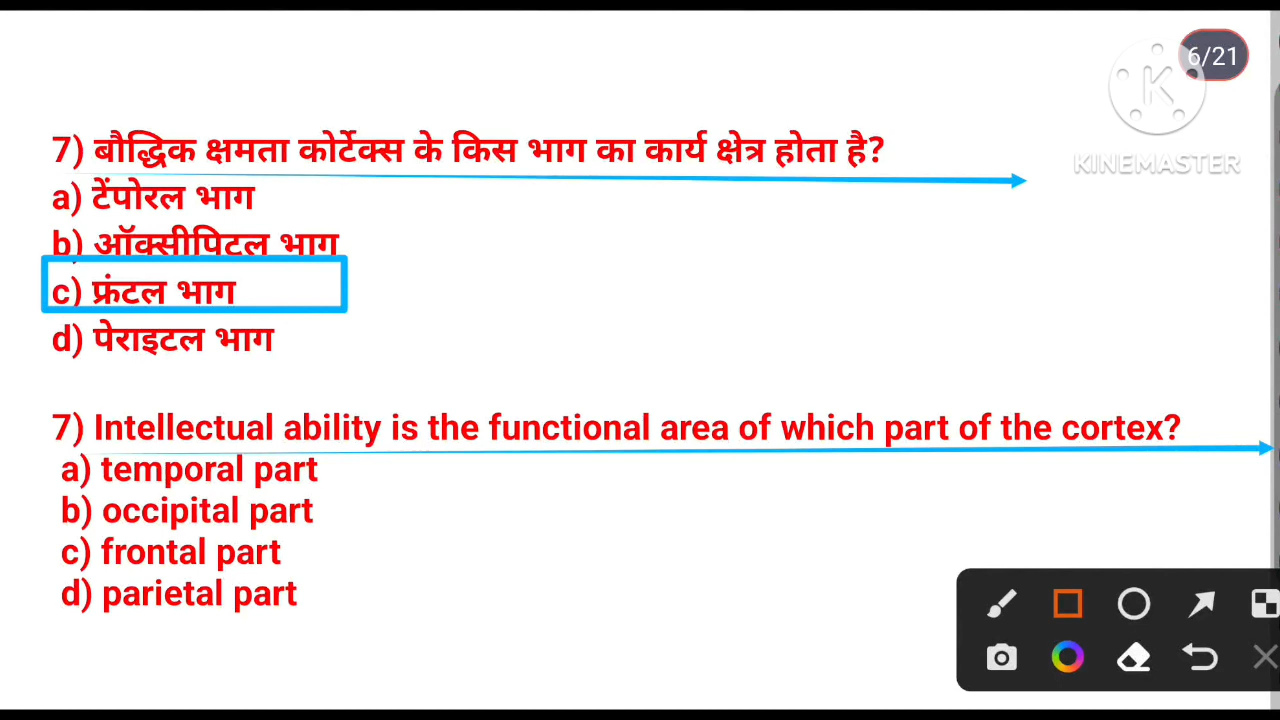 6/21
KINEMASTER
7) बौद्धिक क्षमता कोर्टेक्स के किस भाग का कार्य क्षेत्र होता है?
a) टेंपोरल भाग
b) ऑक्सीपिटल भाग
c) फ्रंटल भाग
d) पेराइटल भाग
7) Intellectual ability is the functional area of which part of the cortex?
a) temporal part
b) occipital part
c) frontal part
d) parietal part